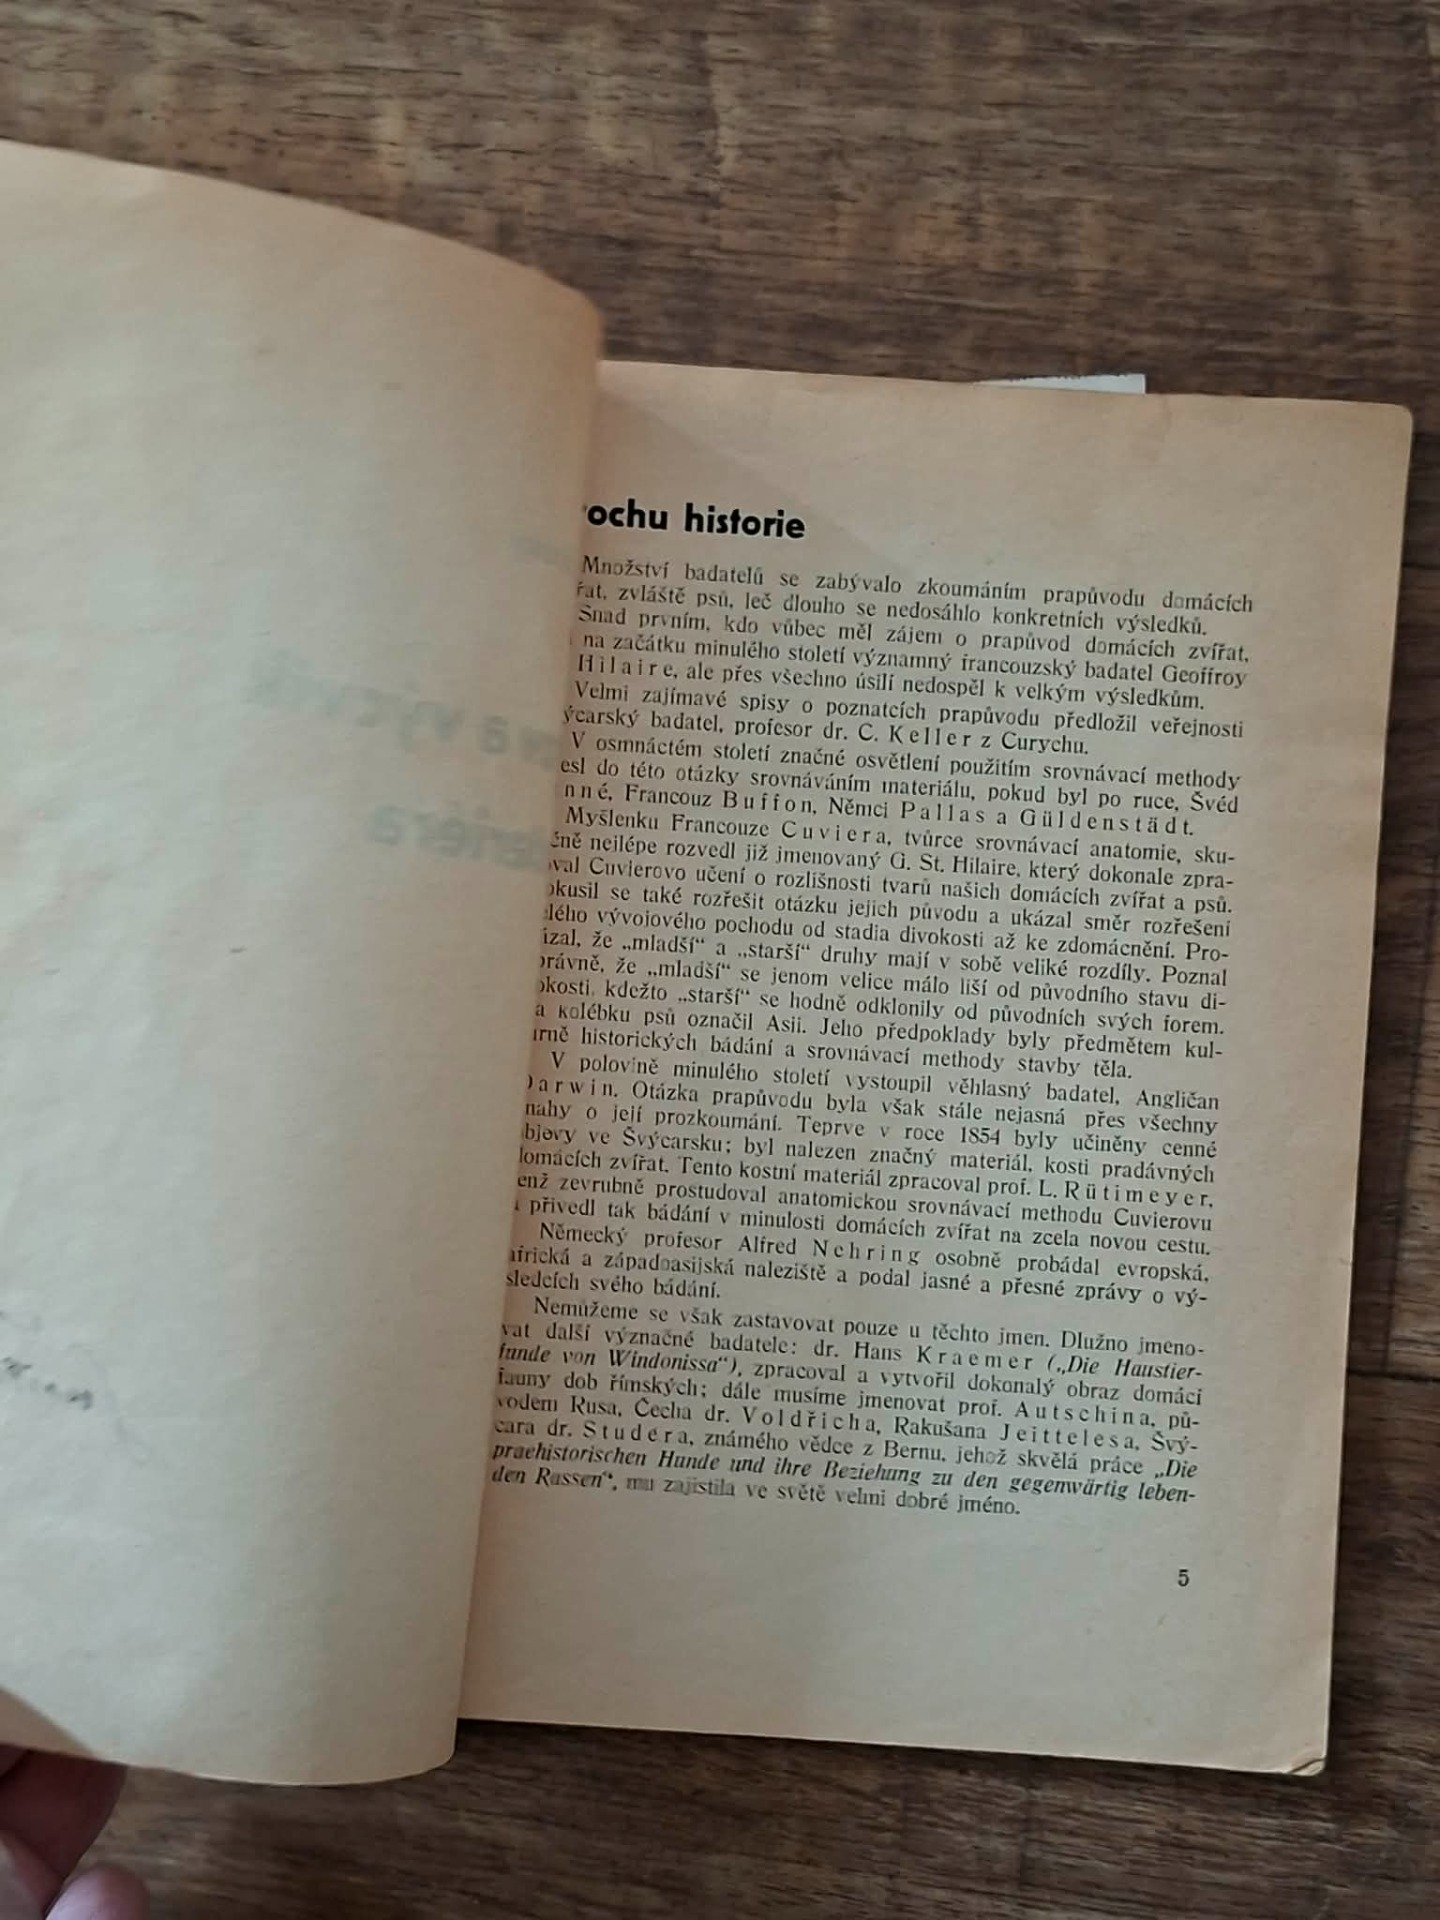 ochu historie
Množství badatelů se zabývalo zkoumáním prapůvodu domácích
řat, zvláště psů, leč dlouho se nedosáhlo konkretních výsledků.
Snad prvním, kdo vůbec měl zájem o prapůvod domácích zvířat,
na začátku minulého století významný francouzský badatel Geoffroy
Hilaire, ale přes všechno úsilí nedospěl k velkým výsledkům.
Velmi zajímavé spisy o poznatcích prapůvodu předložil veřejnosti
ýcarský badatel, profesor dr. C. Keller z Curychu.
V osmnáctém století značné osvětlení použitím srovnávací methody
esl do této otázky srovnáváním materiálu, pokud byl po ruce, Švéd
nné, Francouz Buffon, Němci Pallas a Güldenstädt.
Myšlenku Francouze Cuviera, tvůrce srovnávací anatomie, sku-
čně nejlépe rozvedl již jmenovaný G. St. Hilaire, který dokonale zpra-
val Cuvierovo učení o rozlišnosti tvarů našich domácích zvířat a psů.
okusil se také rozřešit otázku jejich původu a ukázal směr rozřešení
lého vývojového pochodu od stadia divokosti až ke zdomácnění. Pro-
ázal, že „mladší“ a „starší“ druhy mají v sobě veliké rozdíly. Poznal
právně, že „mladší“ se jenom velice málo liší od původního stavu di-
okosti, kdežto „starší“ se hodně odklonily od původních svých forem.
a kolébku psů označil Asii. Jeho předpoklady byly předmětem kul-
urně historických bádání a srovnávací methody stavby těla.
V polovině minulého století vystoupil věhlasný badatel, Angličan
Darwin. Otázka prapůvodu byla však stále nejasná přes všechny
nahy o její prozkoumání. Teprve v roce 1854 byly učiněny cenné
bjevy ve Švýcarsku; byl nalezen značný materiál, kosti pradávných
domácích zvířat. Tento kostní materiál zpracoval prof. L. Rütimeyer,
enž zevrubně prostudoval anatomickou srovnávací methodu Cuvierovu
a přivedl tak bádání v minulosti domácích zvířat na zcela novou cestu.
Německý profesor Alfred Nehring osobně probádal evropská,
africká a západoasijská naleziště a podal jasné a přesné zprávy o vý-
sledcích svého bádání.
Nemůžeme se však zastavovat pouze u těchto jmen. Dlužno jmeno-
vat další význačné badatele: dr. Hans Kraemer („Die Haustier-
funde von Windonissa“), zpracoval a vytvořil dokonalý obraz domácí
fauny dob římských; dále musíme jmenovat prof. Autschina, pů-
vodem Rusa, Čecha dr. Voldřicha, Rakušana Jeittelesa, Švý-
cara dr. Studera, známého vědce z Bernu, jehož skvělá práce „Die
praehistorischen Hunde und ihre Beziehung zu den gegenwärtig leben-
den Rassen“, mu zajistila ve světě velmi dobré jméno.
5